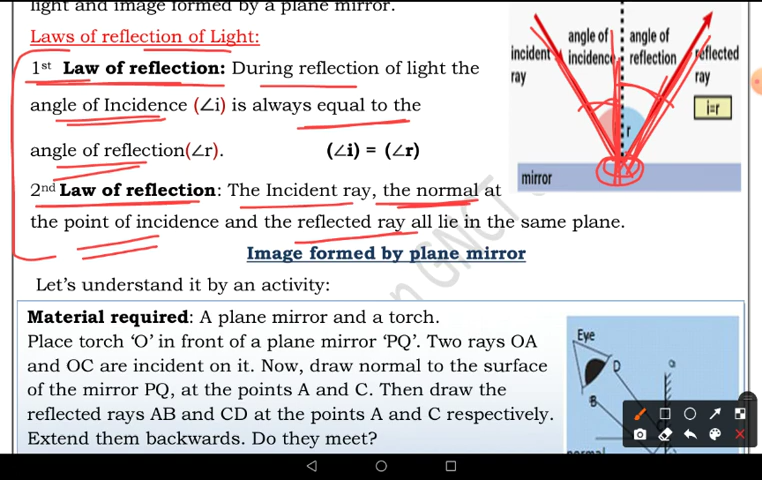 light and image formed by a plane mirror.
Laws of reflection of Light:
1st Law of reflection: During reflection of light the
angle of Incidence (∠i) is always equal to the
angle of reflection(∠r). (∠i) = (∠r)
2nd Law of reflection: The Incident ray, the normal at
the point of incidence and the reflected ray all lie in the same plane.
incident ray
angle of incidence
angle of reflection
reflected ray
i=r
r
mirror
Image formed by plane mirror
Let's understand it by an activity:
Material required: A plane mirror and a torch.
Place torch 'O' in front of a plane mirror 'PQ'. Two rays OA
and OC are incident on it. Now, draw normal to the surface
of the mirror PQ, at the points A and C. Then draw the
reflected rays AB and CD at the points A and C respectively.
Extend them backwards. Do they meet?
Eye
D
B
n GNCT